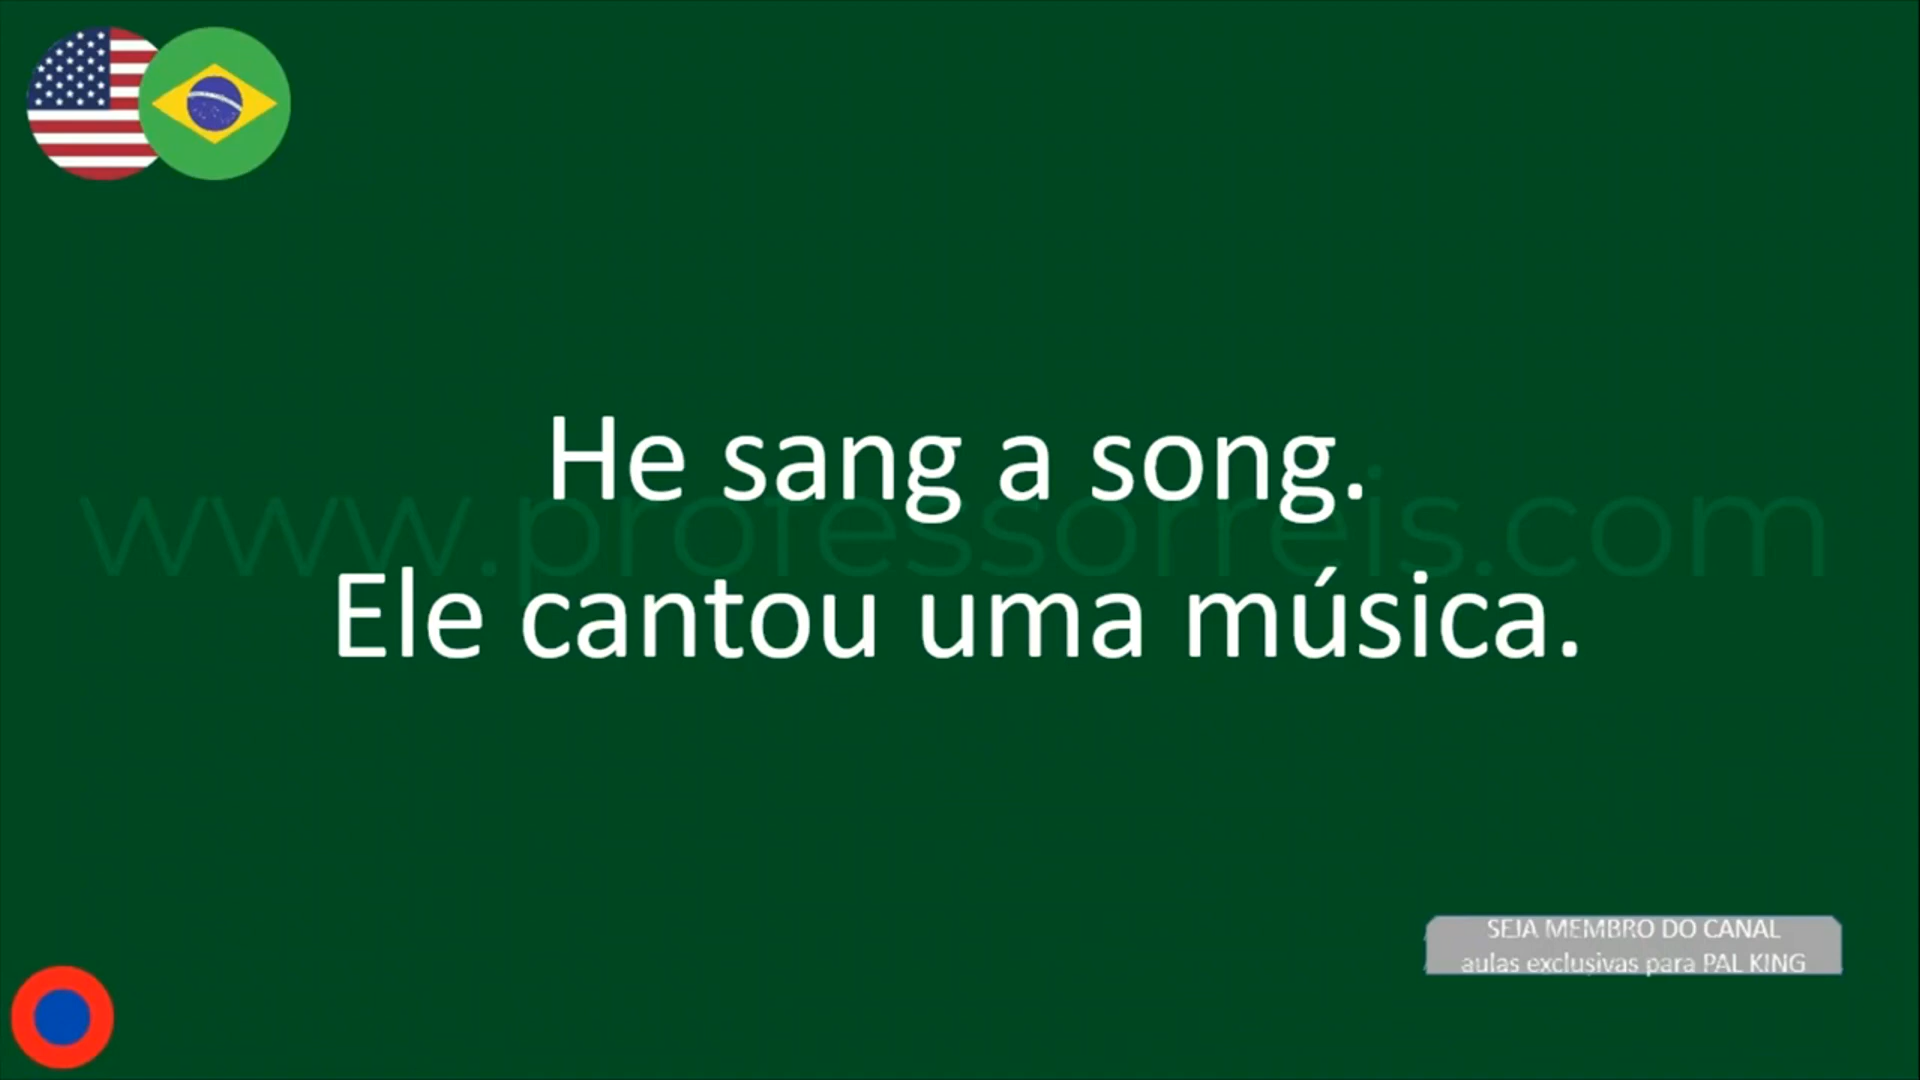 He sang a song.
www.professorreis.com
Ele cantou uma música.
SEJA MEMBRO DO CANAL
aulas exclusivas para PAL KING